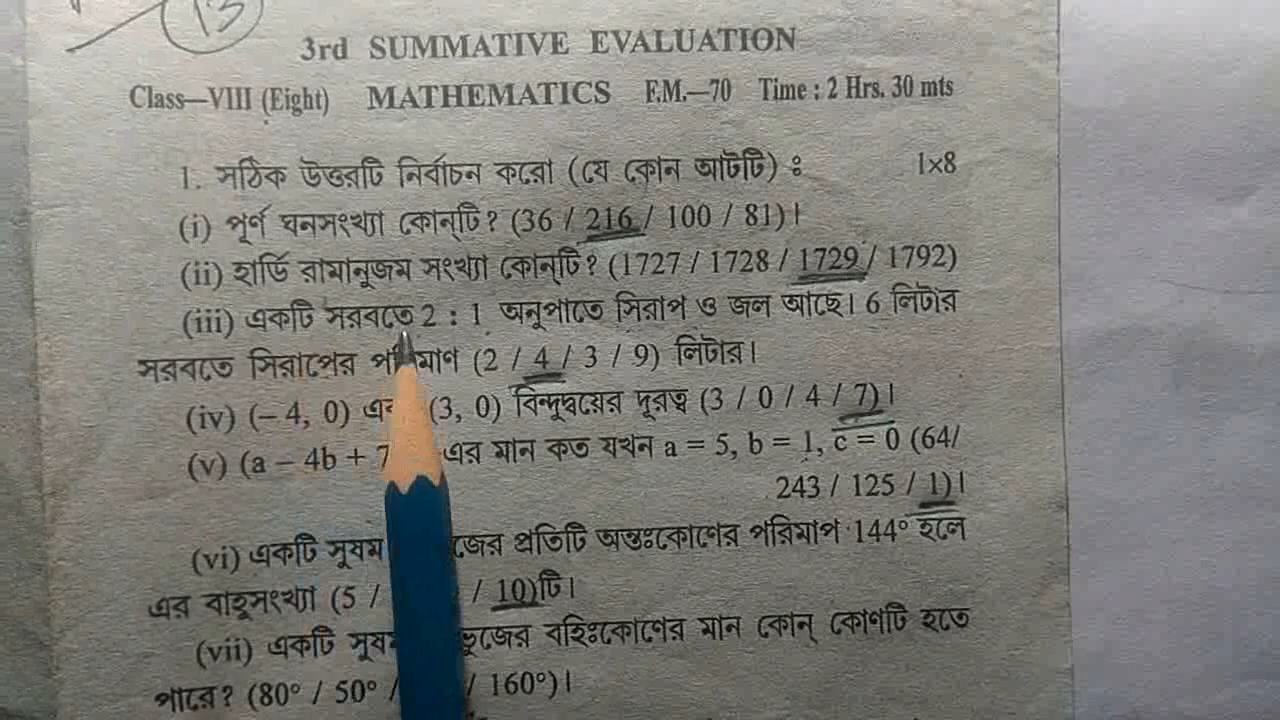 13
3rd SUMMATIVE EVALUATION
Class—VIII (Eight) MATHEMATICS F.M.—70 Time : 2 Hrs. 30 mts
1. সঠিক উত্তরটি নির্বাচন করো (যে কোন আটটি) ঃ 1×8
(i) পূর্ণ ঘনসংখ্যা কোন্‌টি? (36 / 216 / 100 / 81)।
(ii) হার্ডি রামানুজম সংখ্যা কোন্‌টি? (1727 / 1728 / 1729 / 1792)
(iii) একটি সরবতে 2 : 1 অনুপাতে সিরাপ ও জল আছে। 6 লিটার
সরবতে সিরাপের (2 / 4 / 3 / 9) লিটার।
(iv) (– 4, 0) (3, 0) বিন্দুদ্বয়ের দূরত্ব (3 / 0 / 4 / 7)।
(v) (a – 4b + 7 এর মান কত যখন a = 5, b = 1, c = 0 (64/
243 / 125 / 1)।
(vi) একটি সুষম প্রতিটি অন্তঃকোণের পরিমাপ 144° হলে
এর বাহুসংখ্যা (5 / / 10)টি।
(vii) একটি বহিঃকোণের মান কোন্ কোণটি হতে
পারে? (80° / 50° / / 160°)।